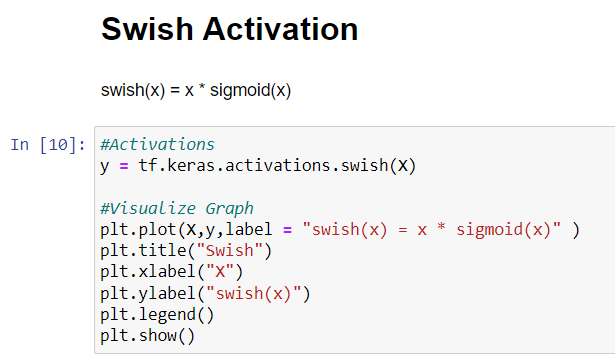 Swish Activation
swish(x) = x * sigmoid(x)
In [10]: #Activations
y = tf.keras.activations.swish(X)
#Visualize Graph
plt.plot(X,y,label = "swish(x) = x * sigmoid(x)" )
plt.title("Swish")
plt.xlabel("X")
plt.ylabel("swish(x)")
plt.legend()
plt.show()